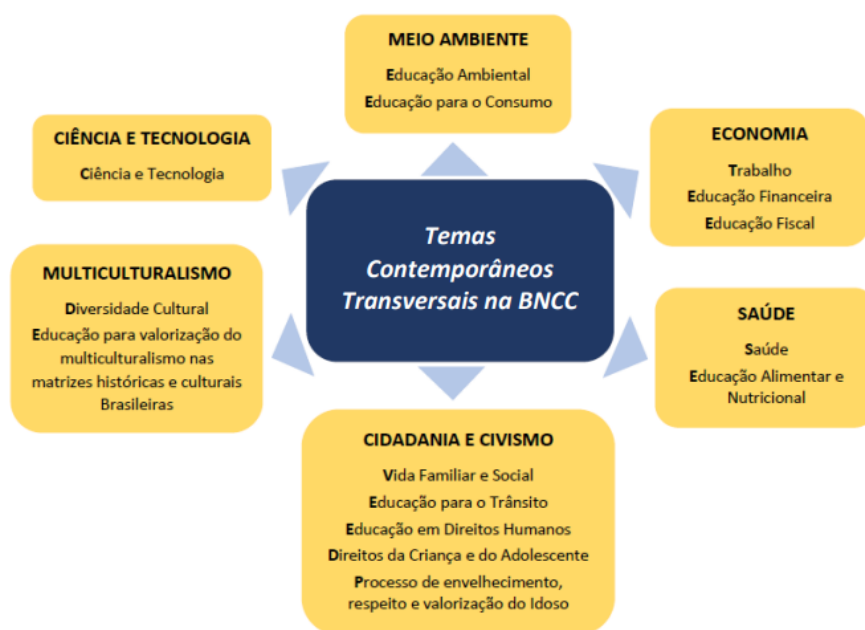 MEIO AMBIENTE
Educação Ambiental
Educação para o Consumo
CIÊNCIA E TECNOLOGIA
Ciência e Tecnologia
ECONOMIA
Trabalho
Educação Financeira
Educação Fiscal
Temas
Contemporâneos
Transversais na BNCC
MULTICULTURALISMO
Diversidade Cultural
Educação para valorização do
multiculturalismo nas
matrizes históricas e culturais
Brasileiras
SAÚDE
Saúde
Educação Alimentar e
Nutricional
CIDADANIA E CIVISMO
Vida Familiar e Social
Educação para o Trânsito
Educação em Direitos Humanos
Direitos da Criança e do Adolescente
Processo de envelhecimento,
respeito e valorização do Idoso